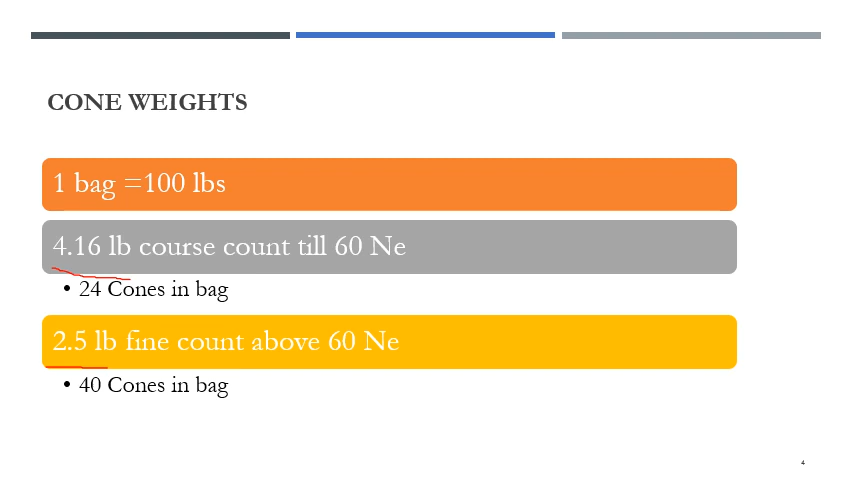 CONE WEIGHTS
1 bag =100 lbs
4.16 lb course count till 60 Ne
• 24 Cones in bag
2.5 lb fine count above 60 Ne
• 40 Cones in bag
4